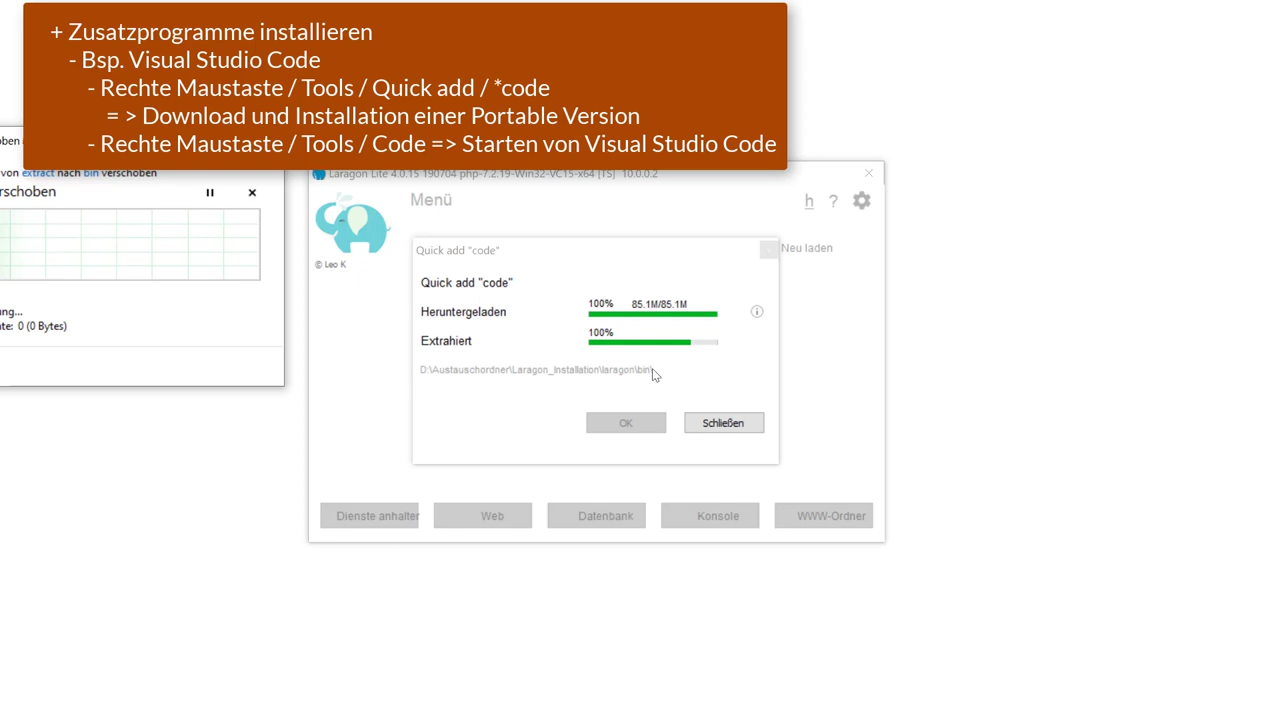 + Zusatzprogramme installieren
- Bsp. Visual Studio Code
- Rechte Maustaste / Tools / Quick add / *code
= > Download und Installation einer Portable Version
- Rechte Maustaste / Tools / Code => Starten von Visual Studio Code
von extract nach bin verschoben
Laragon Lite 4.0.15 190704 php-7.2.19-Win32-VC15-x64 [TS] 10.0.0.2
Menü
h ?
© Leo K
Neu laden
Quick add "code"
Quick add "code"
Heruntergeladen
100% 85.1M/85.1M
Extrahiert
100%
D:\Austauschordner\Laragon_Installation\laragon\bin\
OK
Schließen
Dienste anhalten
Web
Datenbank
Konsole
WWW-Ordner
0 (0 Bytes)